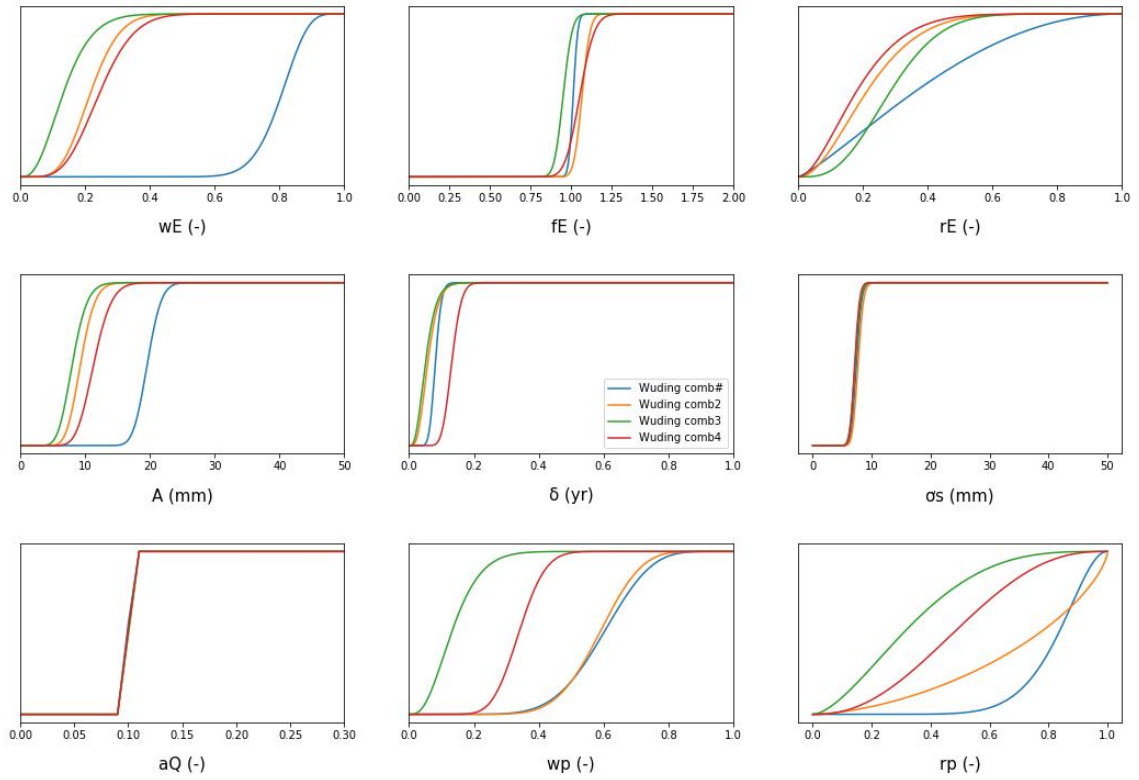 0.0 0.2 0.4 0.6 0.8 1.0
wE (-)
0.00 0.25 0.50 0.75 1.00 1.25 1.50 1.75 2.00
fE (-)
0.0 0.2 0.4 0.6 0.8 1.0
rE (-)
0 10 20 30 40 50
A (mm)
Wuding comb#
Wuding comb2
Wuding comb3
Wuding comb4
0.0 0.2 0.4 0.6 0.8 1.0
δ (yr)
0 10 20 30 40 50
σs (mm)
0.00 0.05 0.10 0.15 0.20 0.25 0.30
aQ (-)
0.0 0.2 0.4 0.6 0.8 1.0
wp (-)
0.0 0.2 0.4 0.6 0.8 1.0
rp (-)